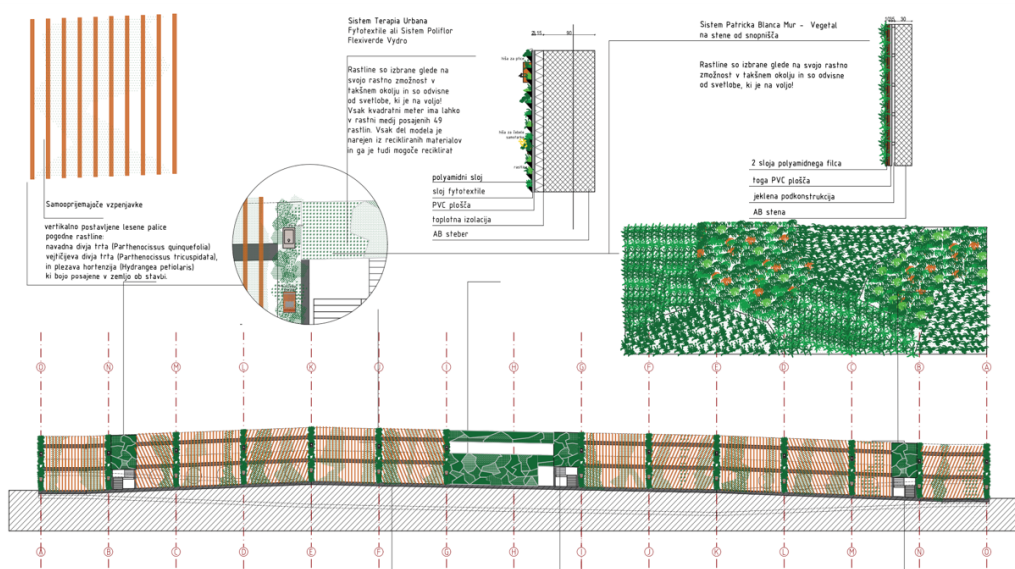 Sistem Terapia Urbana
Fytotextile ali Sistem Poliflor
Flexiverde Vydro
Rastline so izbrane glede na
svojo rastno zmožnost v
takšnem okolju in so odvisne
od svetlobe, ki je na voljo!
Vsak kvadratni meter ima lahko
v rastni medij posajenih 49
rastlin. Vsak del modela je
narejen iz recikliranih materialov
in ga je tudi mogoče reciklirat
polyamidni sloj
sloj fytotextile
PVC plošča
toplotna izolacija
AB steber
Sistem Patricka Blanca Mur - Vegetal
na stene od snopnišča
Rastline so izbrane glede na svojo rastno
zmožnost v takšnem okolju in so odvisne
od svetlobe, ki je na voljo!
30
2 sloja polyamidnega filca
toga PVC plošča
jeklena podkonstrukcija
AB stena
Samooprijemajoče vzpenjavke
vertikalno postavljene lesene palice
pogodne rastline:
navadna divja trta (Parthenocissus quinquefolia)
vejtičijeva divja trta (Parthenocissus tricuspidata),
in plezava hortenzija (Hydrangea petiolaris)
ki bojo posajene v zemljo ob stavbi.
N M L K H G F E D C B A
A B C D E F G H I J K L M N